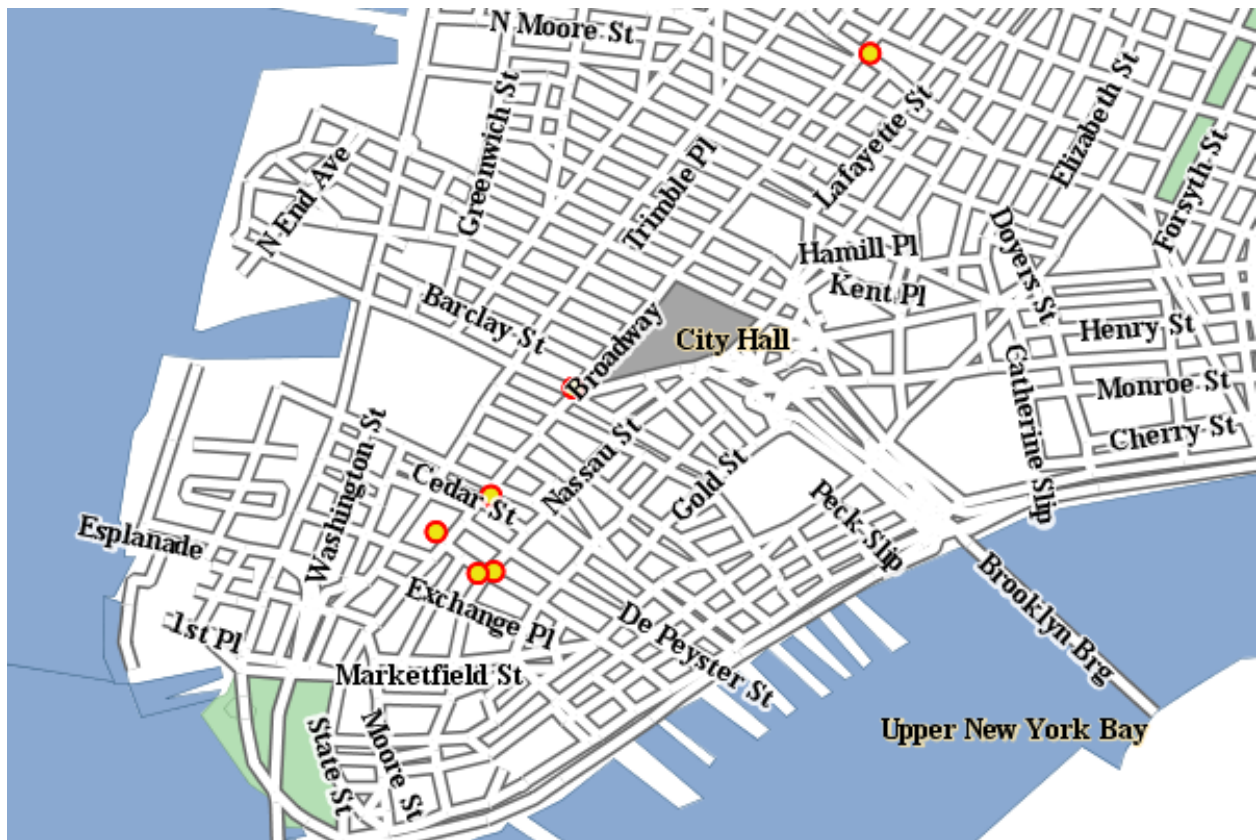 N Moore St
Greenwich St
Elizabeth St
Lafayette St
Forsyth St
N End Ave
Trimble Pl
Hamill Pl
Doyers St
Kent Pl
Barclay St
Broadway
City Hall
Henry St
Catherine Slip
Monroe St
Cherry St
Washington St
Nassau St
Gold St
Cedar St
Peck Slip
Esplanade
Exchange Pl
Brooklyn Brg
1st Pl
De Peyster St
Marketfield St
State St
Moore St
Upper New York Bay